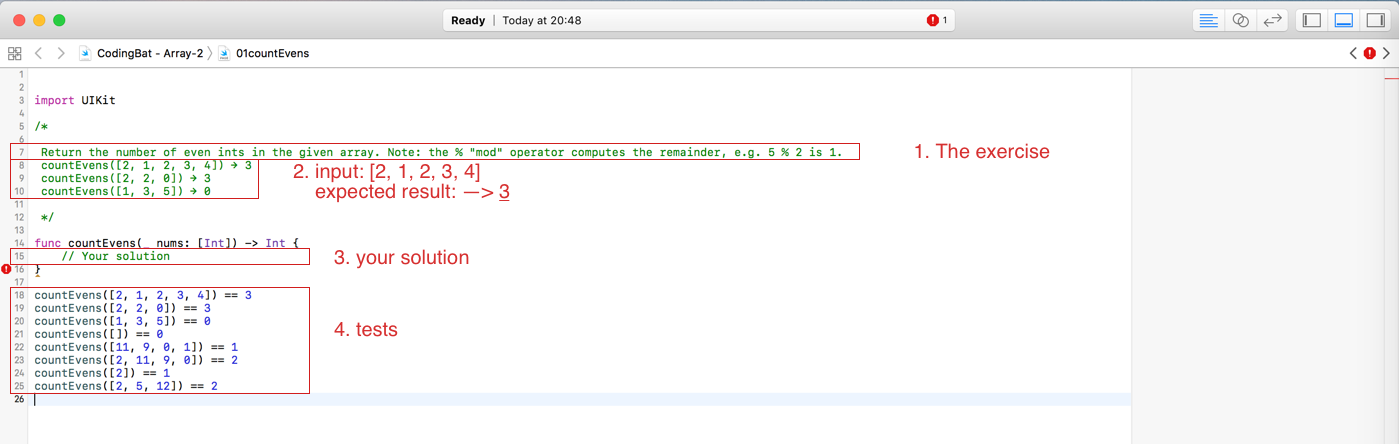 Ready | Today at 20:48 1
CodingBat - Array-2 〉 01countEvens
1
2
3 import UIKit
4
5 /*
6
7 Return the number of even ints in the given array. Note: the % "mod" operator computes the remainder, e.g. 5 % 2 is 1. 1. The exercise
8 countEvens([2, 1, 2, 3, 4]) → 3 2. input: [2, 1, 2, 3, 4]
9 countEvens([2, 2, 0]) → 3
10 countEvens([1, 3, 5]) → 0 expected result: —> 3
11
12 */
13
14 func countEvens(_ nums: [Int]) -> Int {
15 // Your solution 3. your solution
16 }
17
18 countEvens([2, 1, 2, 3, 4]) == 3
19 countEvens([2, 2, 0]) == 3
20 countEvens([1, 3, 5]) == 0
21 countEvens([]) == 0 4. tests
22 countEvens([11, 9, 0, 1]) == 1
23 countEvens([2, 11, 9, 0]) == 2
24 countEvens([2]) == 1
25 countEvens([2, 5, 12]) == 2
26